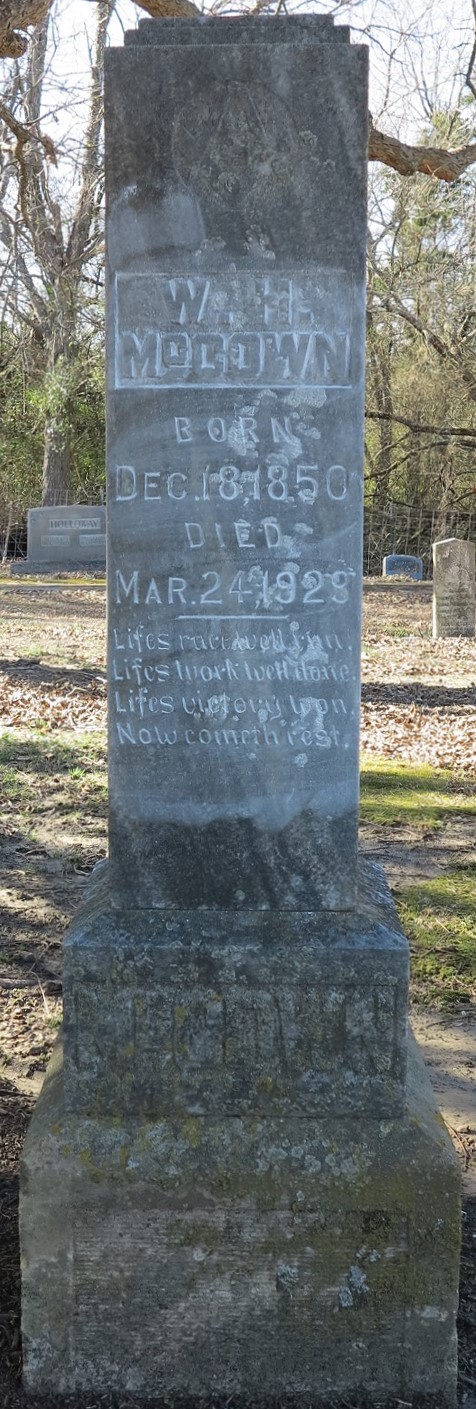 W. H.
McCOWN
BORN
DEC. 18, 1850
DIED
MAR. 24, 1929
Lifes race well run,
Lifes work well done,
Lifes victory won,
Now cometh rest.
McCOWN
HOLLOWAY